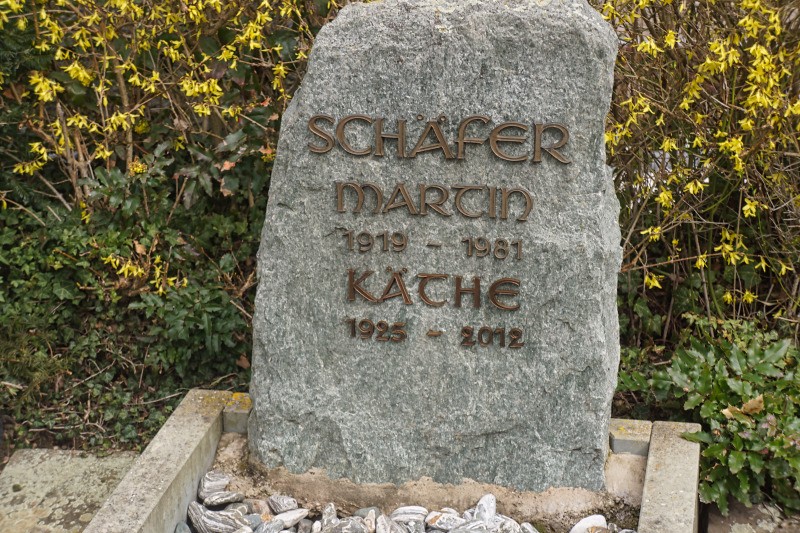 SCHÄFER
MARTIN
1919 - 1981
KÄTHE
1925 - 2012